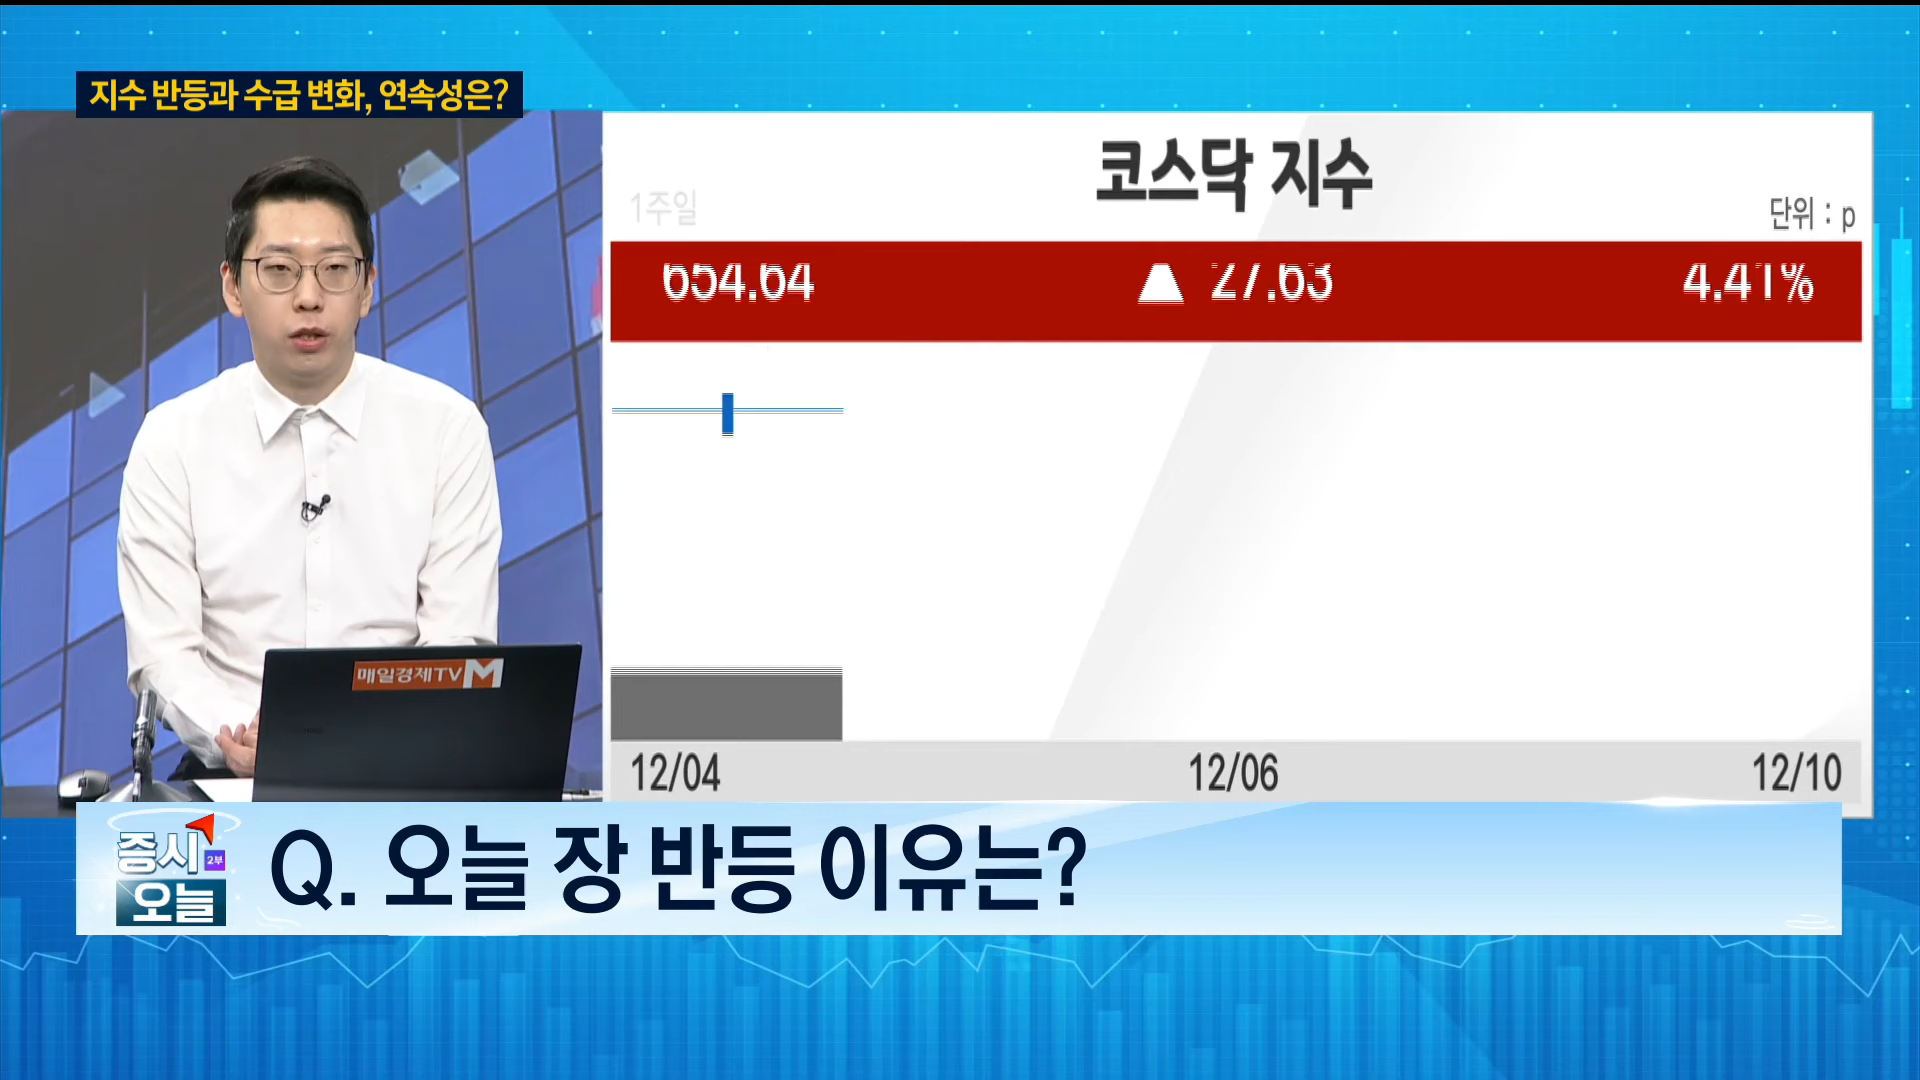 지수 반등과 수급 변화, 연속성은?
코스닥 지수
1주일
단위 : p
654.64 ▲ 27.63 4.41%
12/04 12/06 12/10
매일경제TV M
증시 2부
오늘
Q. 오늘 장 반등 이유는?